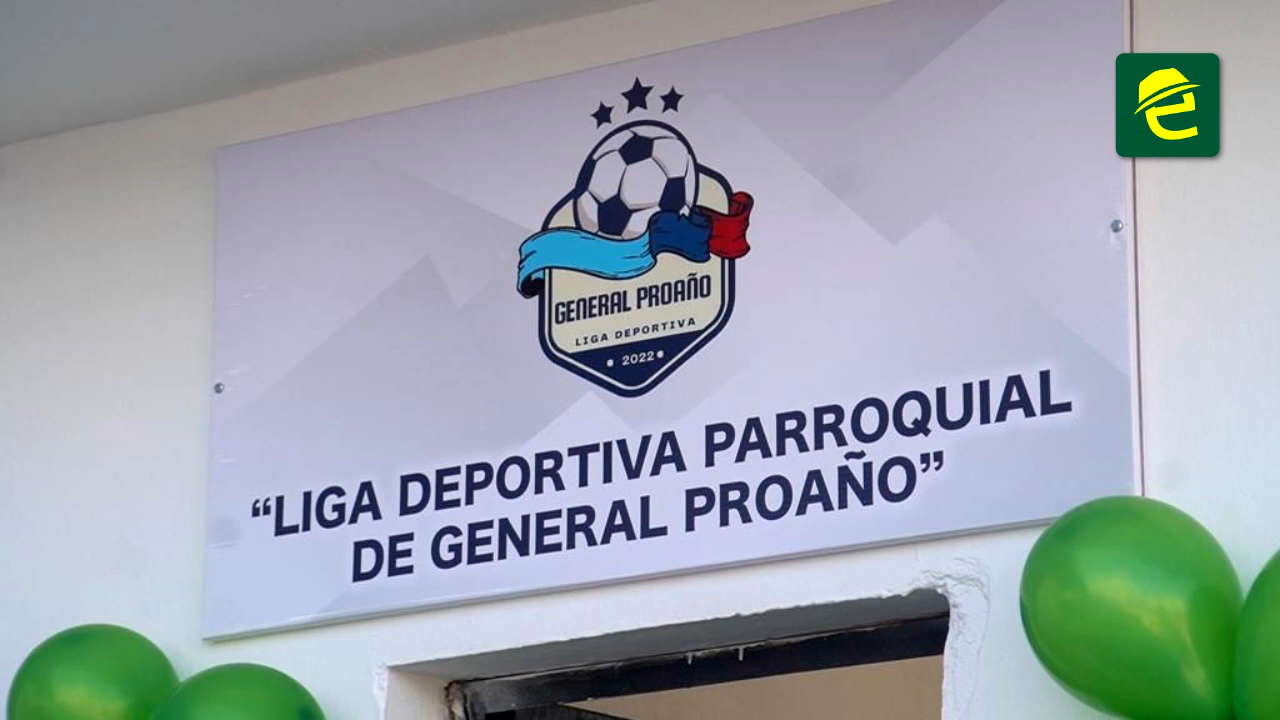 GENERAL PROAÑO
LIGA DEPORTIVA
• 2022 •
“LIGA DEPORTIVA PARROQUIAL
DE GENERAL PROAÑO”